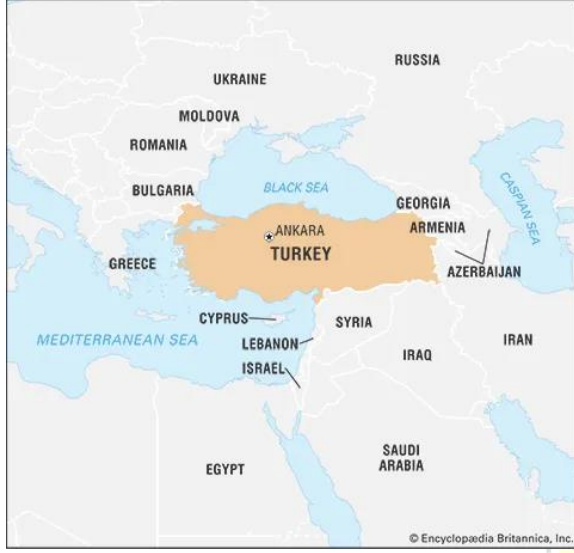 RUSSIA
UKRAINE
MOLDOVA
ROMANIA
BULGARIA
BLACK SEA
CASPIAN SEA
GEORGIA
ARMENIA
ANKARA
TURKEY
GREECE
AZERBAIJAN
CYPRUS
SYRIA
MEDITERRANEAN SEA
LEBANON
IRAN
IRAQ
ISRAEL
SAUDI
ARABIA
EGYPT
© Encyclopædia Britannica, Inc.